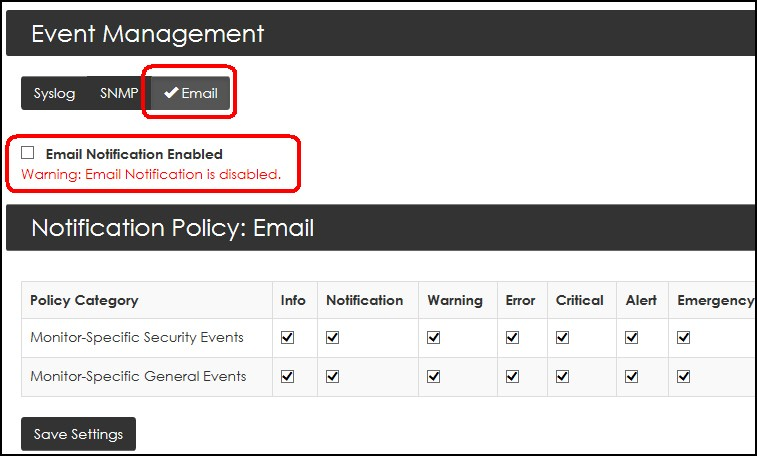 Event Management
Syslog SNMP Email
Email Notification Enabled
Warning: Email Notification is disabled.
Notification Policy: Email
Policy Category Info Notification Warning Error Critical Alert Emergency
Monitor-Specific Security Events
Monitor-Specific General Events
Save Settings